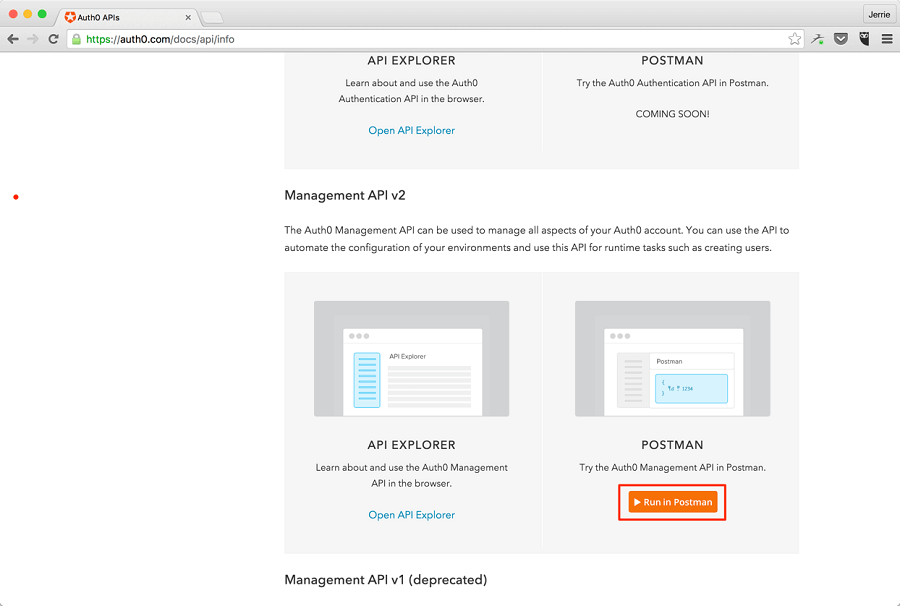 Auth0 APIs
Jerrie
https://auth0.com/docs/api/info
API EXPLORER
Learn about and use the Auth0
Authentication API in the browser.
Open API Explorer
POSTMAN
Try the Auth0 Authentication API in Postman.
COMING SOON!
Management API v2
The Auth0 Management API can be used to manage all aspects of your Auth0 account. You can use the API to
automate the configuration of your environments and use this API for runtime tasks such as creating users.
API Explorer
API EXPLORER
Learn about and use the Auth0 Management
API in the browser.
Open API Explorer
Postman
{
}
POSTMAN
Try the Auth0 Management API in Postman.
Run in Postman
Management API v1 (deprecated)